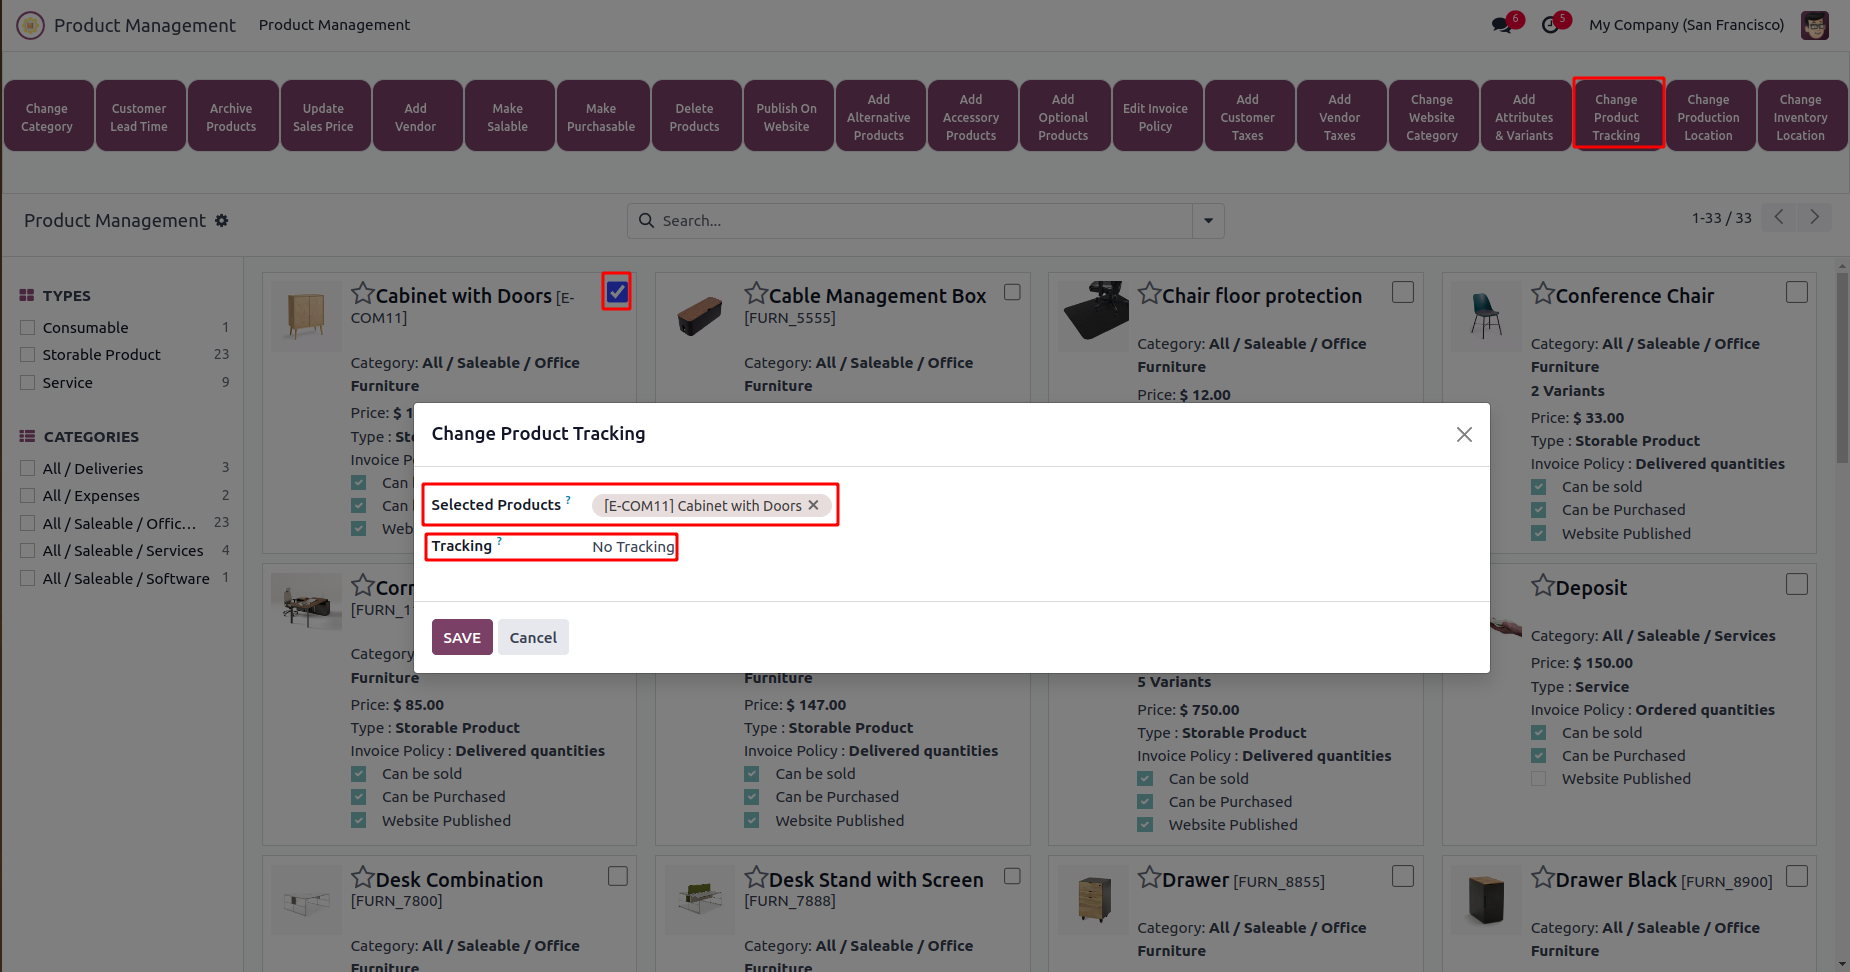 Product Management
Product Management
6
5
My Company (San Francisco)
Change
Category
Customer
Lead Time
Archive
Products
Update
Sales Price
Add
Vendor
Make
Salable
Make
Purchasable
Delete
Products
Publish On
Website
Add
Alternative
Products
Add
Accessory
Products
Add
Optional
Products
Edit Invoice
Policy
Add
Customer
Taxes
Add
Vendor
Taxes
Change
Website
Category
Add
Attributes
& Variants
Change
Product
Tracking
Change
Production
Location
Change
Inventory
Location
Product Management
Search...
1-33 / 33
TYPES
Consumable 1
Storable Product 23
Service 9
CATEGORIES
All / Deliveries 3
All / Expenses 2
All / Saleable / Offic... 23
All / Saleable / Services 4
All / Saleable / Software 1
Cabinet with Doors [E-
COM11]
Category: All / Saleable / Office
Furniture
Price: $ 1
Type : Sto
Invoice P
Can
Can
Web
Cable Management Box
[FURN_5555]
Category: All / Saleable / Office
Furniture
Chair floor protection
Category: All / Saleable / Office
Furniture
Price: $ 12.00
Conference Chair
Category: All / Saleable / Office
Furniture
2 Variants
Price: $ 33.00
Type : Storable Product
Invoice Policy : Delivered quantities
Can be sold
Can be Purchased
Website Published
Change Product Tracking
Selected Products ?
[E-COM11] Cabinet with Doors
Tracking ?
No Tracking
SAVE
Cancel
Corn
[FURN_1
Category
Furniture
Price: $ 85.00
Type : Storable Product
Invoice Policy : Delivered quantities
Can be sold
Can be Purchased
Website Published
Furniture
Price: $ 147.00
Type : Storable Product
Invoice Policy : Delivered quantities
Can be sold
Can be Purchased
Website Published
5 Variants
Price: $ 750.00
Type : Storable Product
Invoice Policy : Delivered quantities
Can be sold
Can be Purchased
Website Published
Deposit
Category: All / Saleable / Services
Price: $ 150.00
Type : Service
Invoice Policy : Ordered quantities
Can be sold
Can be Purchased
Website Published
Desk Combination
[FURN_7800]
Category: All / Saleable / Office
Furniture
Desk Stand with Screen
[FURN_7888]
Category: All / Saleable / Office
Furniture
Drawer [FURN_8855]
Category: All / Saleable / Office
Furniture
Drawer Black [FURN_8900]
Category: All / Saleable / Office
Furniture